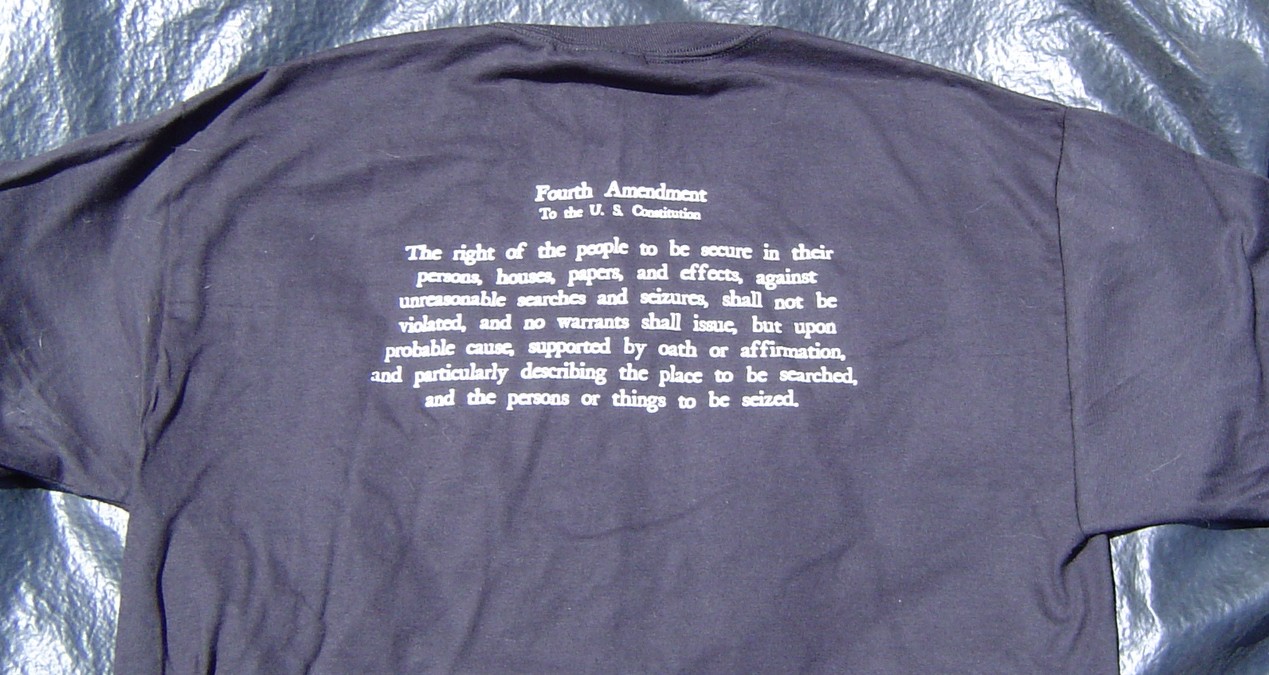 Fourth Amendment
To the U. S. Constitution
The right of the people to be secure in their
persons, houses, papers, and effects, against
unreasonable searches and seizures, shall not be
violated, and no warrants shall issue, but upon
probable cause, supported by oath or affirmation,
and particularly describing the place to be searched,
and the persons or things to be seized.